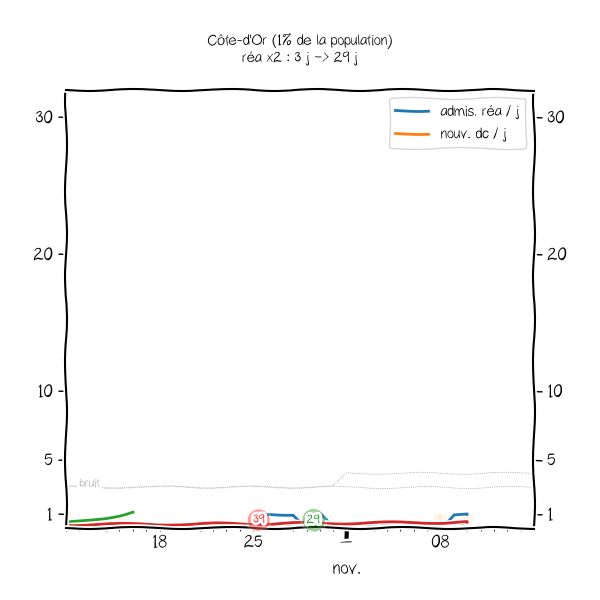 Côte-d'Or (1% de la population)
réa x2 : 3 j -> 29 j
admis. réa / j
nouv. dc / j
30
30
20
20
10
10
5
5
bruit
1
39
29
1
18
25
08
nov.